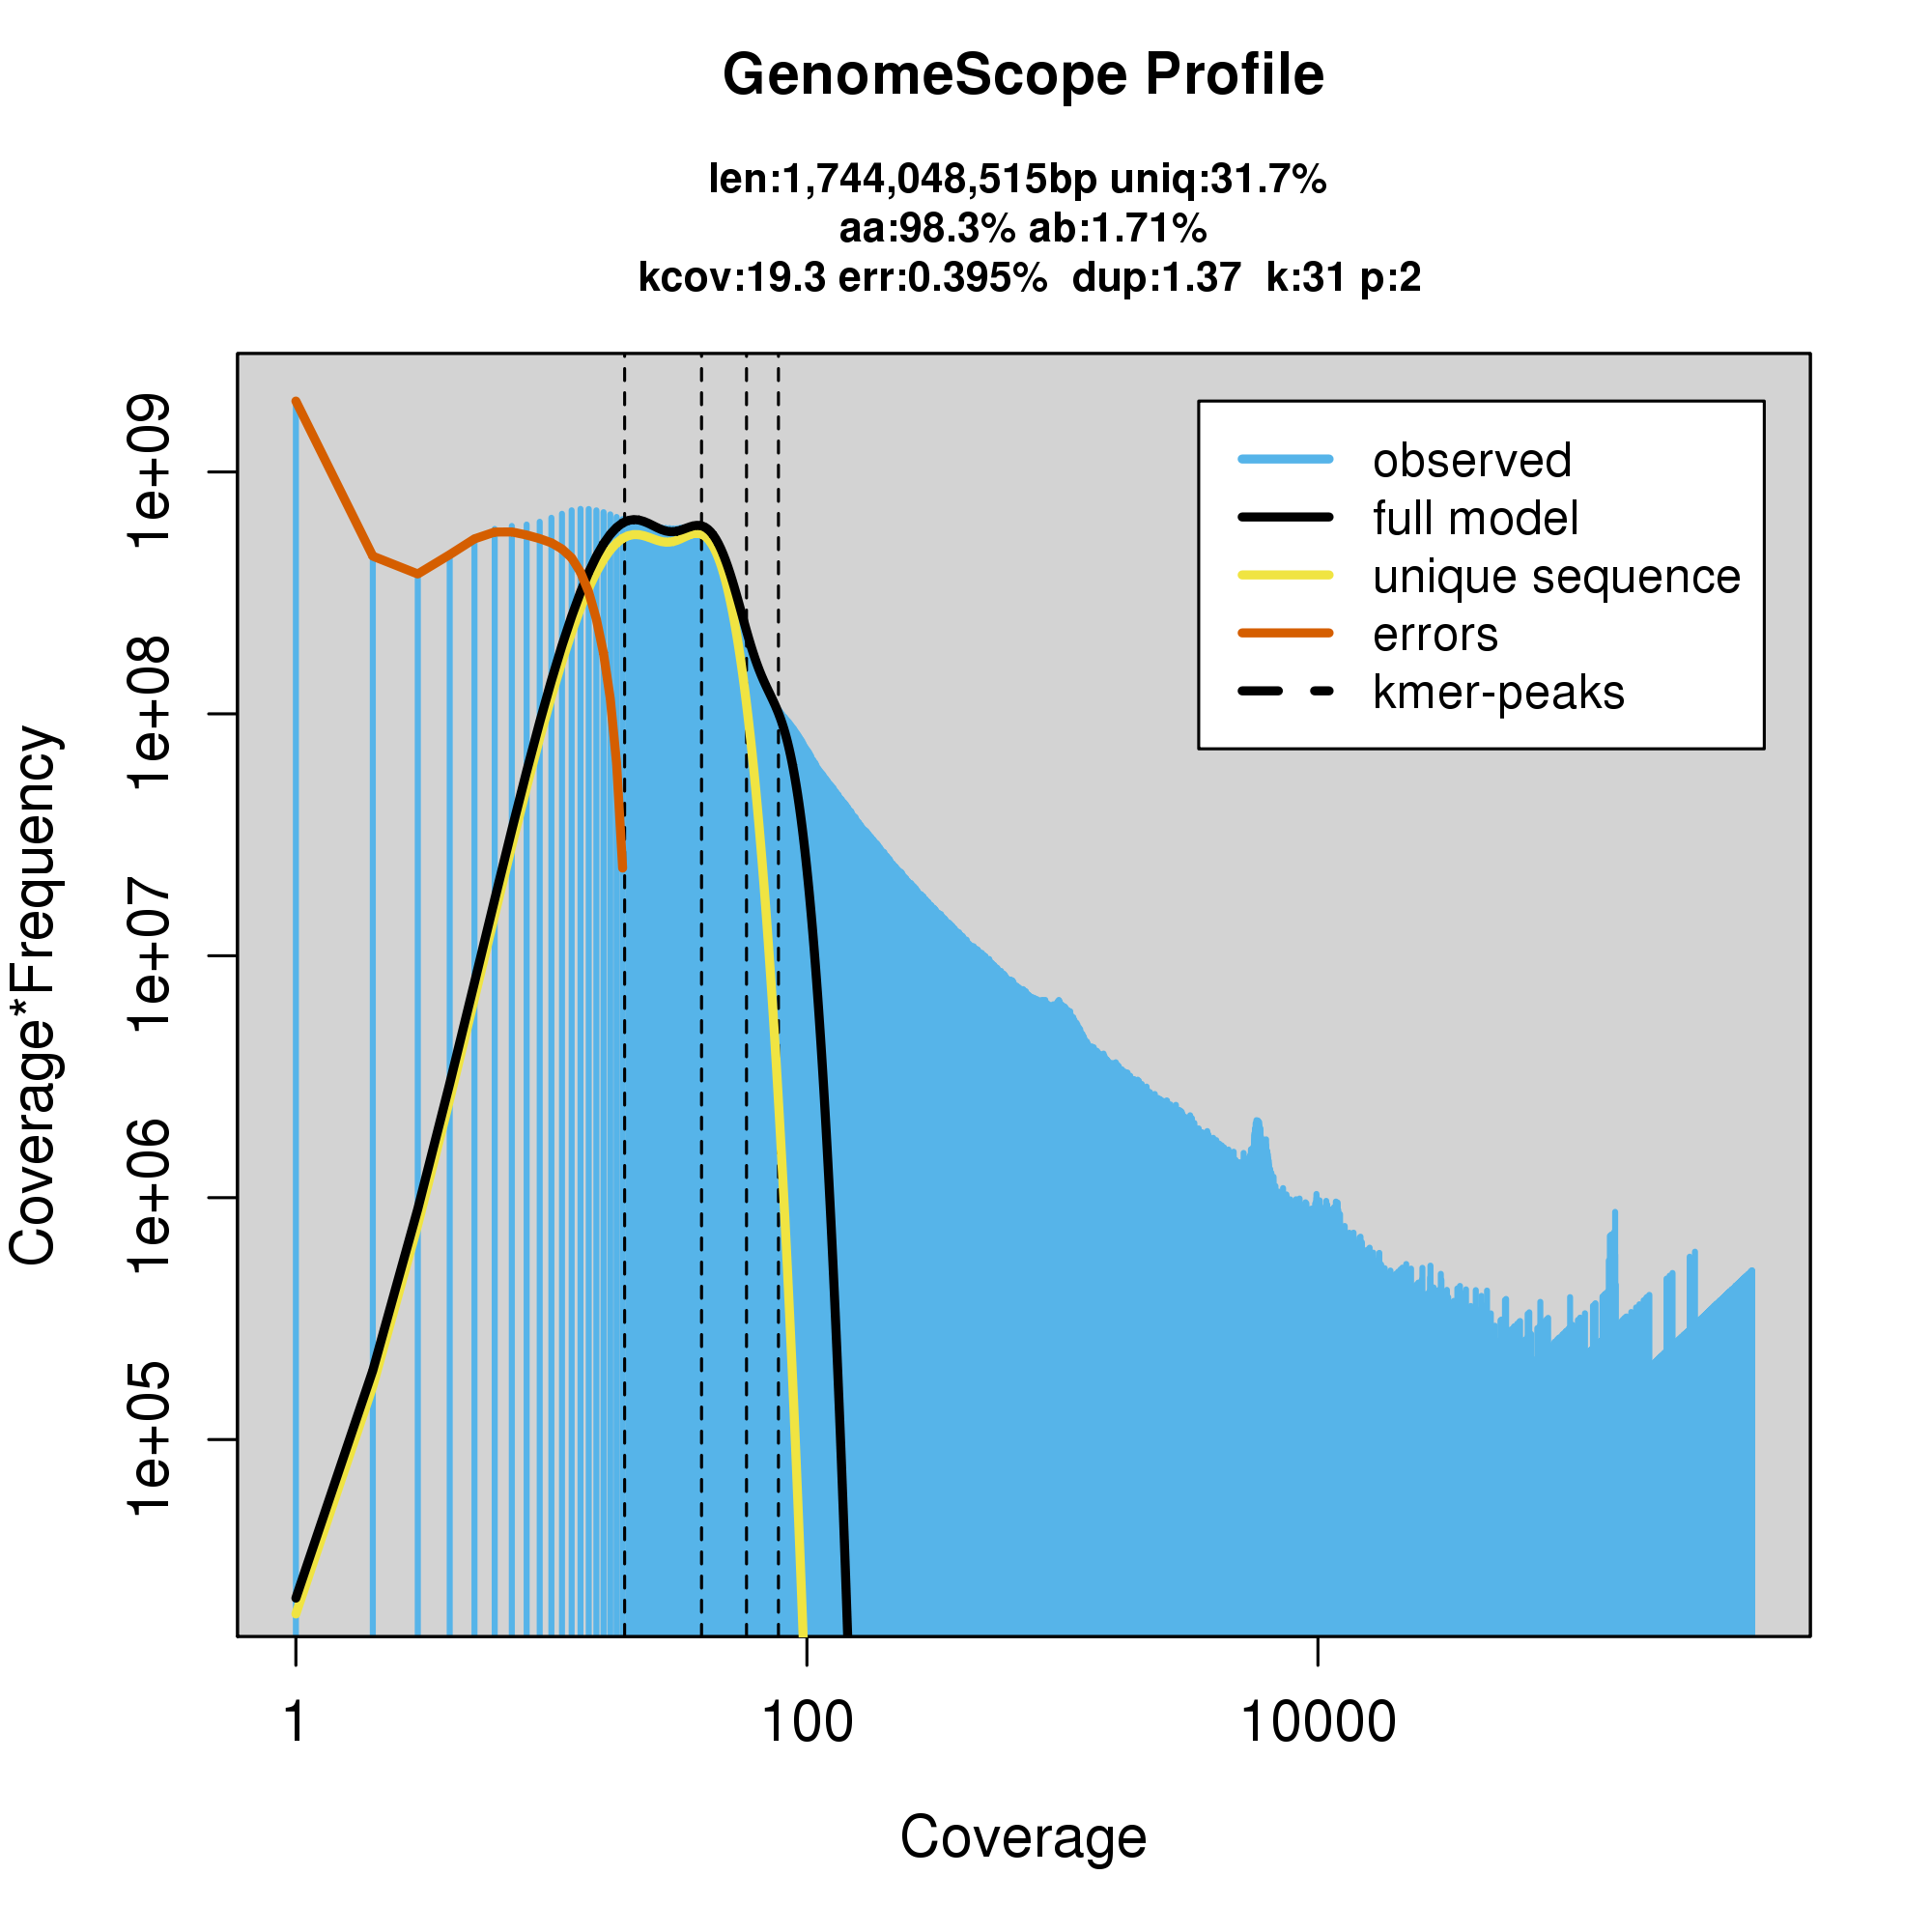 GenomeScope Profile
len:1,744,048,515bp uniq:31.7%
aa:98.3% ab:1.71%
kcov:19.3 err:0.395%  dup:1.37  k:31 p:2
observed
full model
unique sequence
errors
kmer-peaks
Coverage*Frequency
1e+09
1e+08
1e+07
1e+06
1e+05
1
100
10000
Coverage